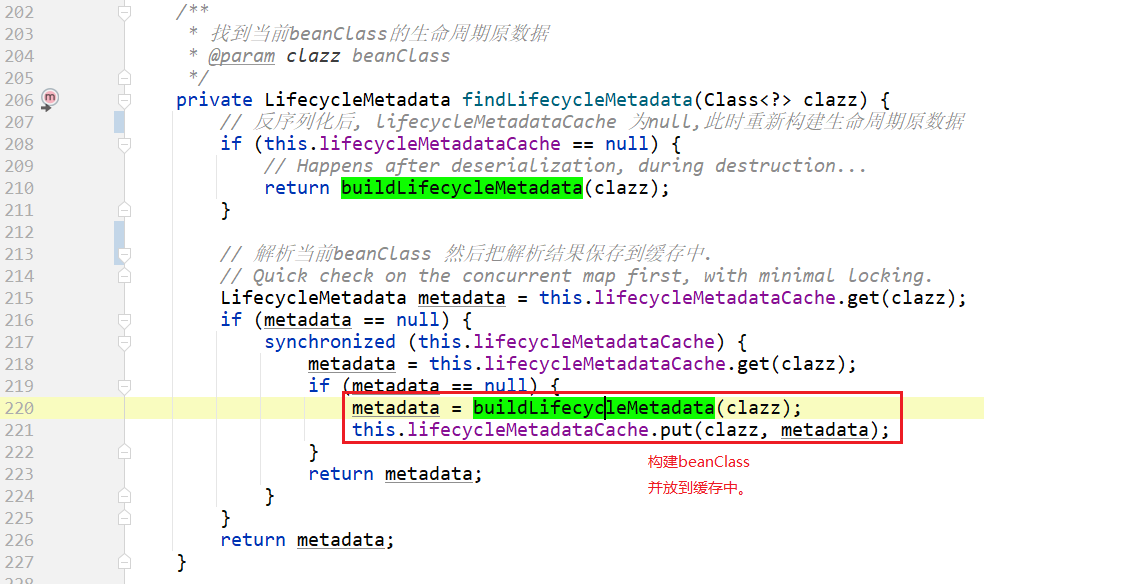 202 /**
203 * 找到当前beanClass的生命周期原数据
204 * @param clazz beanClass
205 */
206 private LifecycleMetadata findLifecycleMetadata(Class<?> clazz) {
207 // 反序列化后, lifecycleMetadataCache 为null,此时重新构建生命周期原数据
208 if (this.lifecycleMetadataCache == null) {
209 // Happens after deserialization, during destruction...
210 return buildLifecycleMetadata(clazz);
211 }
212
213 // 解析当前beanClass 然后把解析结果保存到缓存中.
214 // Quick check on the concurrent map first, with minimal locking.
215 LifecycleMetadata metadata = this.lifecycleMetadataCache.get(clazz);
216 if (metadata == null) {
217 synchronized (this.lifecycleMetadataCache) {
218 metadata = this.lifecycleMetadataCache.get(clazz);
219 if (metadata == null) {
220 metadata = buildLifecycleMetadata(clazz);
221 this.lifecycleMetadataCache.put(clazz, metadata);
222 }
构建beanClass
223 return metadata;
并放到缓存中。
224 }
225 }
226 return metadata;
227 }
228